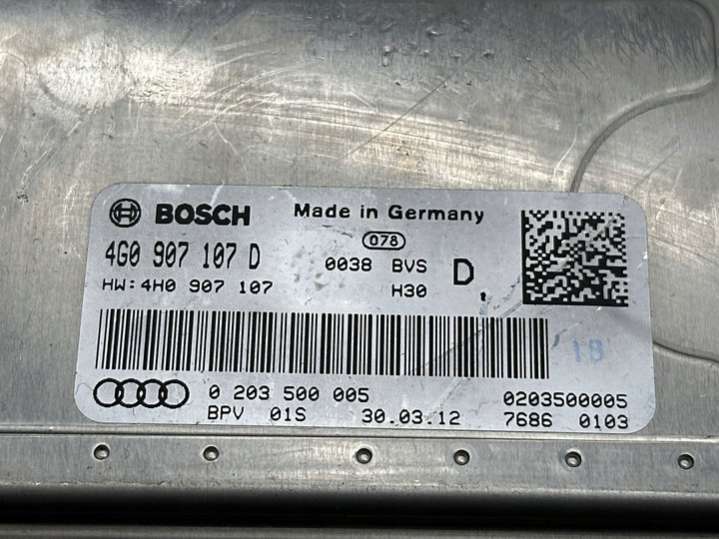 BOSCH Made in Germany
078
4G0 907 107 D 0038 BVS D
HW:4H0 907 107 H30
18
0 203 500 005 0203500005
BPV 01S 30.03.12 7686 0103